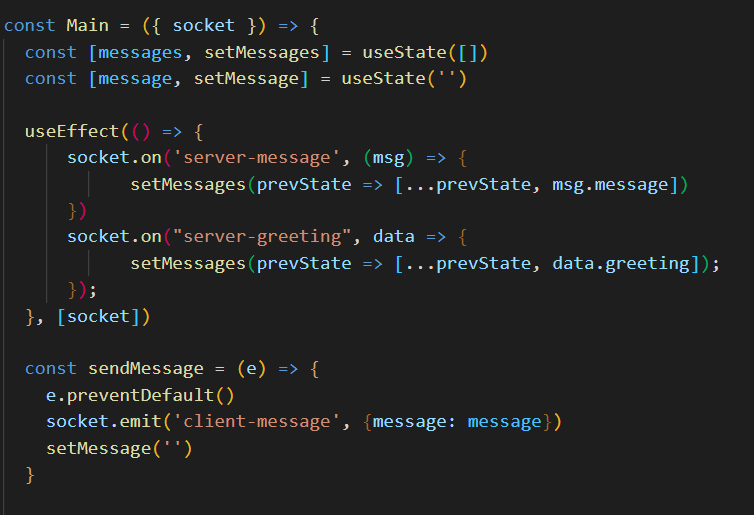 const Main = ({ socket }) => {
  const [messages, setMessages] = useState([])
  const [message, setMessage] = useState('')

  useEffect(() => {
      socket.on('server-message', (msg) => {
            setMessages(prevState => [...prevState, msg.message])
      })
      socket.on("server-greeting", data => {
            setMessages(prevState => [...prevState, data.greeting]);
      });
  }, [socket])

  const sendMessage = (e) => {
    e.preventDefault()
    socket.emit('client-message', {message: message})
    setMessage('')
  }